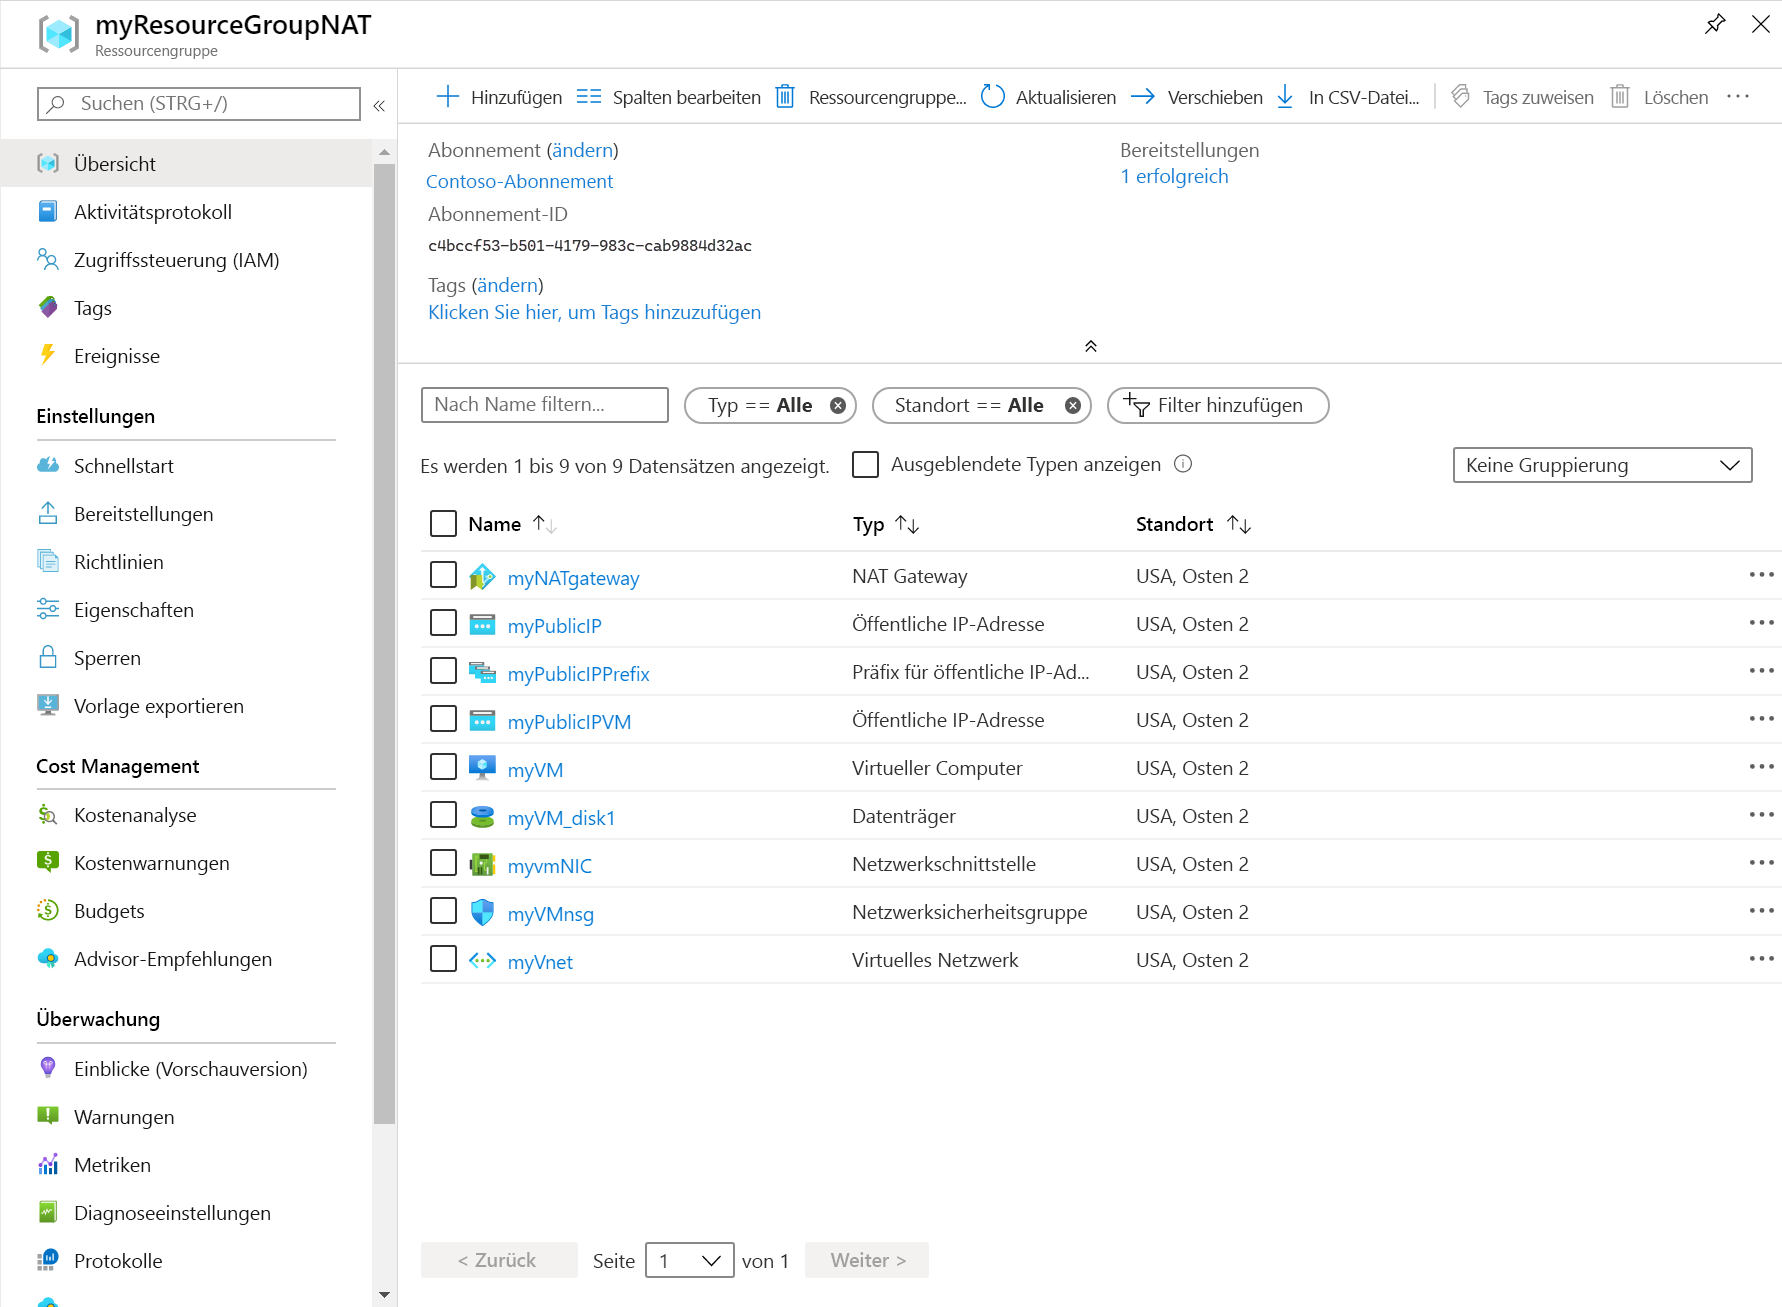 myResourceGroupNAT
Ressourcengruppe
Suchen (STRG+/)
«
Übersicht
Aktivitätsprotokoll
Zugriffssteuerung (IAM)
Tags
Ereignisse
Einstellungen
Schnellstart
Bereitstellungen
Richtlinien
Eigenschaften
Sperren
Vorlage exportieren
Cost Management
Kostenanalyse
Kostenwarnungen
Budgets
Advisor-Empfehlungen
Überwachung
Einblicke (Vorschauversion)
Warnungen
Metriken
Diagnoseeinstellungen
Protokolle
Hinzufügen Spalten bearbeiten Ressourcengruppe... Aktualisieren Verschieben In CSV-Datei... Tags zuweisen Löschen ...
Abonnement (ändern)
Contoso-Abonnement
Abonnement-ID
c4bccf53-b501-4179-983c-cab9884d32ac
Tags (ändern)
Klicken Sie hier, um Tags hinzuzufügen
Bereitstellungen
1 erfolgreich
Nach Name filtern... Typ == Alle Standort == Alle Filter hinzufügen
Es werden 1 bis 9 von 9 Datensätzen angezeigt. Ausgeblendete Typen anzeigen Keine Gruppierung
Name Typ Standort
myNATgateway NAT Gateway USA, Osten 2 ...
myPublicIP Öffentliche IP-Adresse USA, Osten 2 ...
myPublicIPPrefix Präfix für öffentliche IP-Ad... USA, Osten 2 ...
myPublicIPVM Öffentliche IP-Adresse USA, Osten 2 ...
myVM Virtueller Computer USA, Osten 2 ...
myVM_disk1 Datenträger USA, Osten 2 ...
myvmNIC Netzwerkschnittstelle USA, Osten 2 ...
myVMnsg Netzwerksicherheitsgruppe USA, Osten 2 ...
myVnet Virtuelles Netzwerk USA, Osten 2 ...
< Zurück Seite 1 von 1 Weiter >